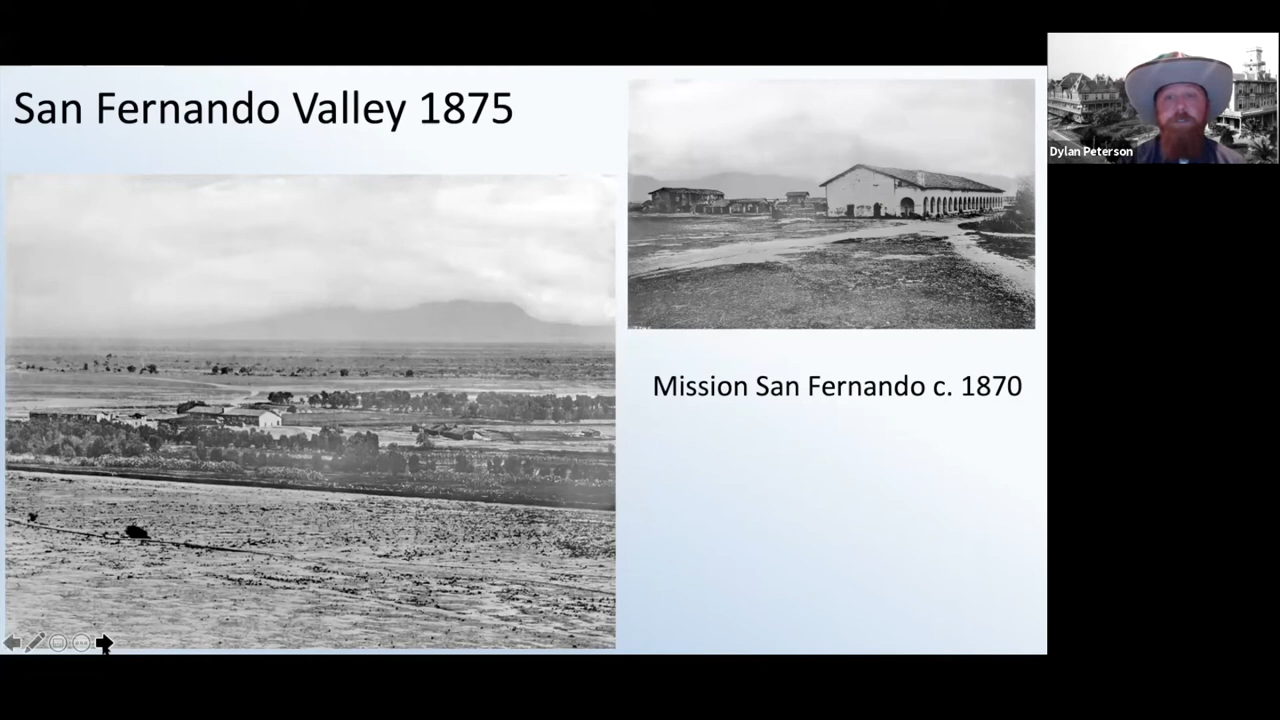 San Fernando Valley 1875
Dylan Peterson
Mission San Fernando c. 1870